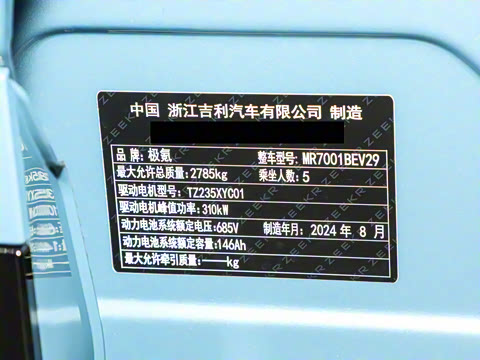 中国 浙江吉利汽车有限公司 制造
品 牌: 极氪 整车型号: MR7001BEV29
最大允许总质量: 2785kg 乘坐人数: 5
驱动电机型号: TZ235XYC01
驱动电机峰值功率: 310kW
动力电池系统额定电压: 685V 制造年月: 2024 年 8 月
动力电池系统额定容量: 146Ah
最大允许牵引质量: ——kg